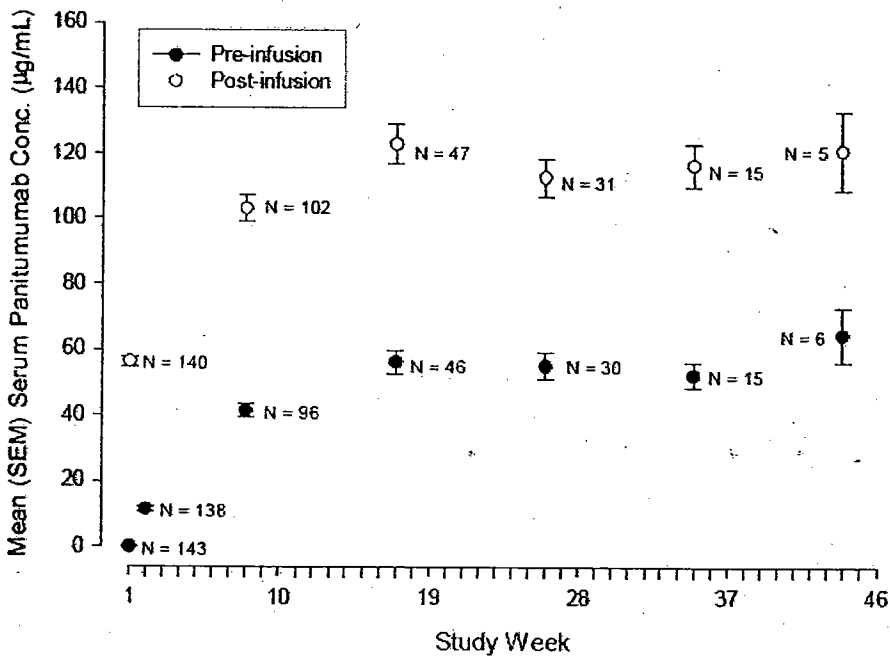 Mean (SEM) Serum Panitumumab Conc. (µg/mL)
160
140
120
100
80
60
40
20
0
Pre-infusion
Post-infusion
N = 140
N = 102
N = 47
N = 31
N = 15
N = 5
N = 143
N = 138
N = 96
N = 46
N = 30
N = 15
N = 6
1
10
19
28
37
46
Study Week